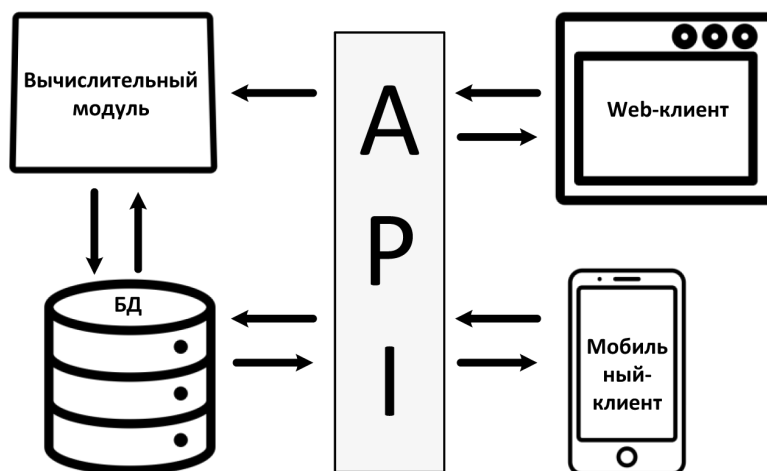 Вычислительный
модуль
A
P
I
Web-клиент
БД
Мобиль
ный-
клиент